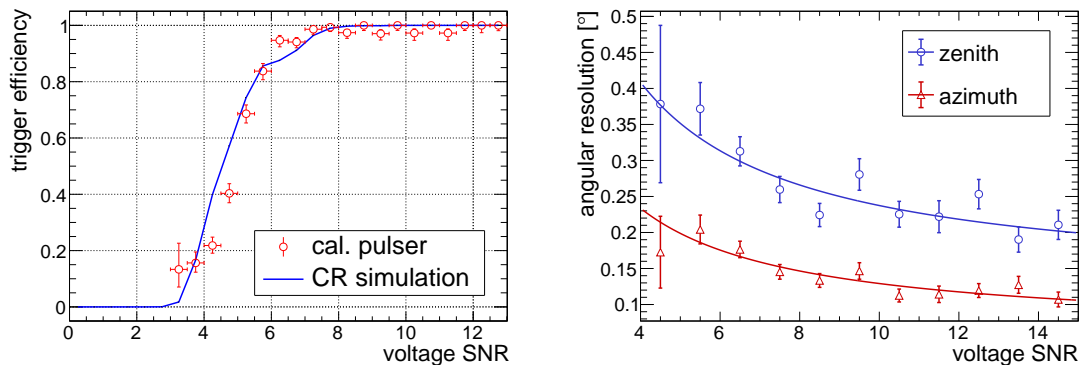 trigger efficiency
1
0.8
0.6
0.4
0.2
0
cal. pulser
CR simulation
0 2 4 6 8 10 12
voltage SNR
angular resolution [°]
0.5
0.45
0.4
0.35
0.3
0.25
0.2
0.15
0.1
zenith
azimuth
4 6 8 10 12 14
voltage SNR